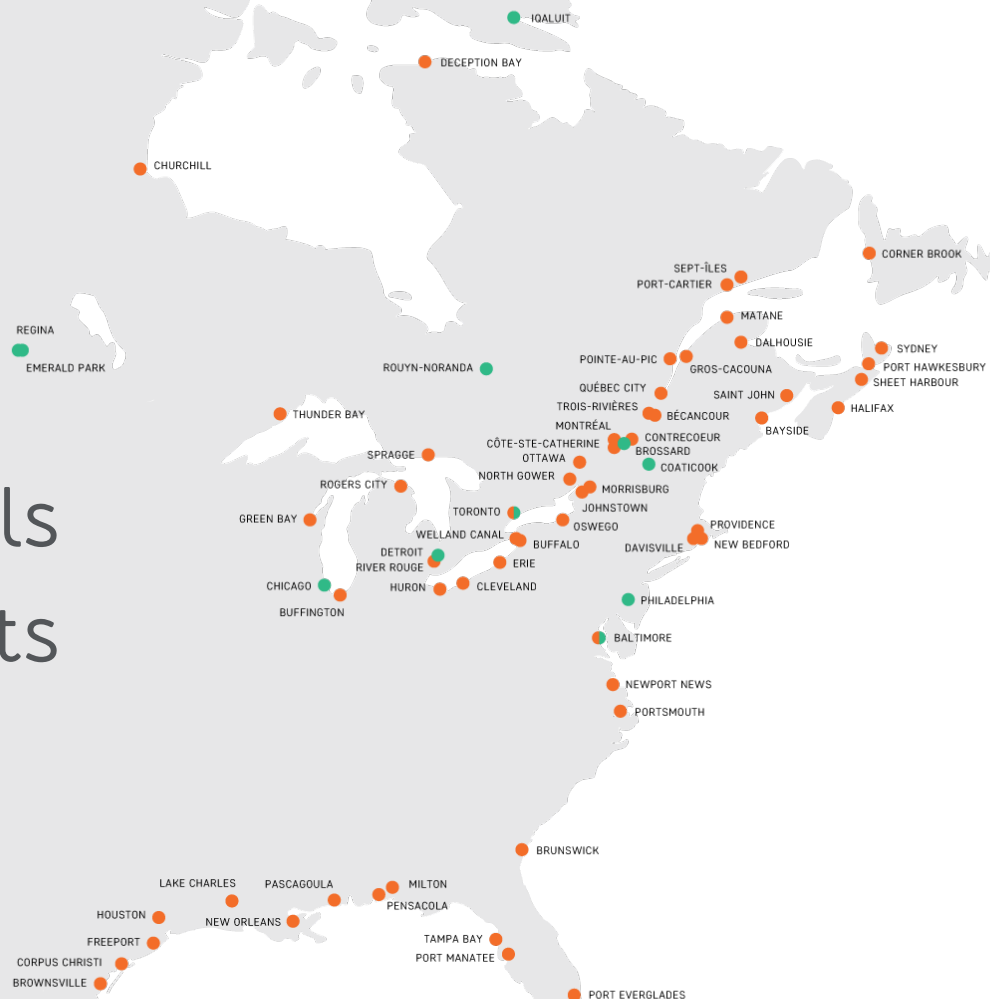 IQALUIT
DECEPTION BAY
CHURCHILL
CORNER BROOK
SEPT-ÎLES
PORT-CARTIER
MATANE
REGINA
DALHOUSIE
SYDNEY
POINTE-AU-PIC
EMERALD PARK
ROUYN-NORANDA
GROS-CACOUNA
PORT HAWKESBURY
SHEET HARBOUR
QUÉBEC CITY
SAINT JOHN
TROIS-RIVIÈRES
HALIFAX
THUNDER BAY
BÉCANCOUR
MONTRÉAL
BAYSIDE
CONTRECOEUR
CÔTE-STE-CATHERINE
BROSSARD
SPRAGGE
OTTAWA
COATICOOK
NORTH GOWER
ROGERS CITY
MORRISBURG
JOHNSTOWN
TORONTO
GREEN BAY
ls
OSWEGO
PROVIDENCE
WELLAND CANAL
BUFFALO
DAVISVILLE
NEW BEDFORD
DETROIT
RIVER ROUGE
ERIE
CHICAGO
HURON
CLEVELAND
PHILADELPHIA
BUFFINGTON
ts
BALTIMORE
NEWPORT NEWS
PORTSMOUTH
BRUNSWICK
LAKE CHARLES
PASCAGOULA
MILTON
PENSACOLA
HOUSTON
NEW ORLEANS
FREEPORT
TAMPA BAY
PORT MANATEE
CORPUS CHRISTI
BROWNSVILLE
PORT EVERGLADES